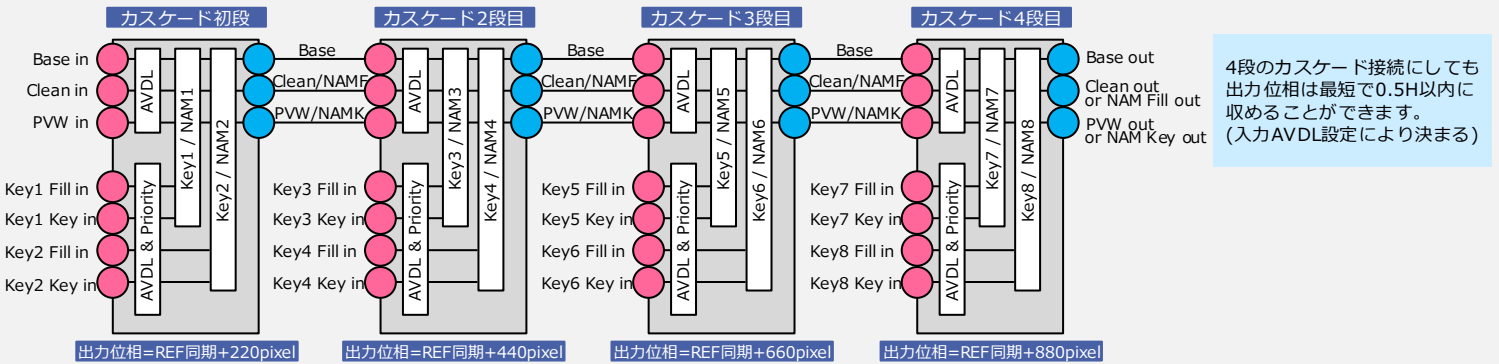 カスケード初段
Base in
Clean in
PVW in
Key1 Fill in
Key1 Key in
Key2 Fill in
Key2 Key in
AVDL
AVDL & Priority
Key1 / NAM1
Key2 / NAM2
出力位相=REF同期+220pixel
Base
Clean/NAMF
PVW/NAMK
カスケード2段目
Key3 Fill in
Key3 Key in
Key4 Fill in
Key4 Key in
AVDL
AVDL & Priority
Key3 / NAM3
Key4 / NAM4
出力位相=REF同期+440pixel
Base
Clean/NAMF
PVW/NAMK
カスケード3段目
Key5 Fill in
Key5 Key in
Key6 Fill in
Key6 Key in
AVDL
AVDL & Priority
Key5 / NAM5
Key6 / NAM6
出力位相=REF同期+660pixel
Base
Clean/NAMF
PVW/NAMK
カスケード4段目
Key7 Fill in
Key7 Key in
Key8 Fill in
Key8 Key in
AVDL
AVDL & Priority
Key7 / NAM7
Key8 / NAM8
出力位相=REF同期+880pixel
Base out
Clean out
or NAM Fill out
PVW out
or NAM Key out
4段のカスケード接続にしても
出力位相は最短で0.5H以内に
収めることができます。
(入力AVDL設定により決まる)